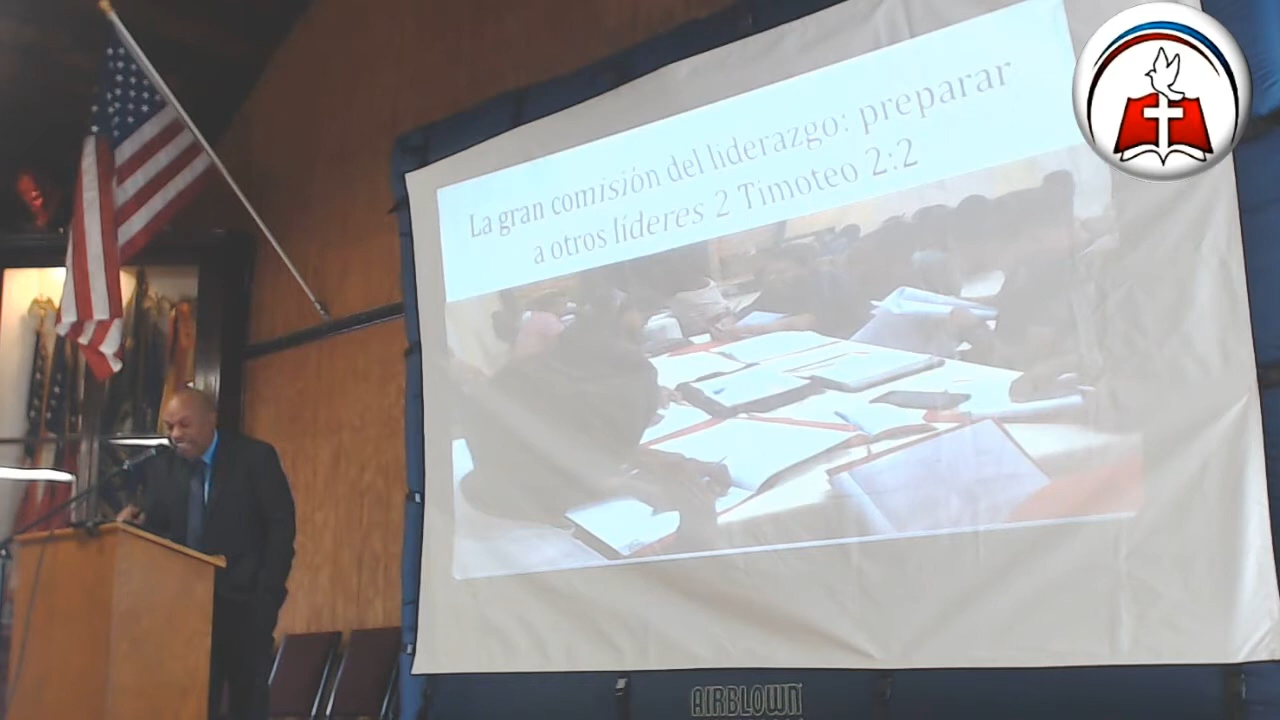 La gran comisión del liderazgo: preparar
a otros líderes 2 Timoteo 2:2
AIRBLOWN